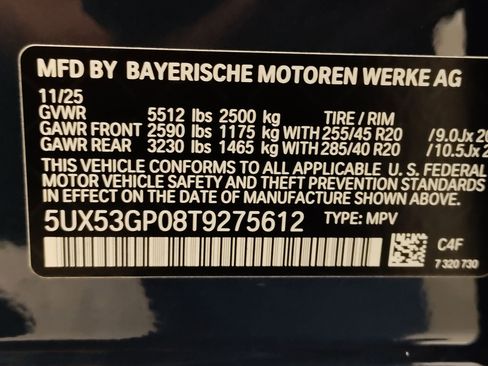 MFD BY BAYERISCHE MOTOREN WERKE AG
11/25
GVWR 5512 lbs 2500 kg TIRE / RIM
GAWR FRONT 2590 lbs 1175 kg WITH 255/45 R20 /9.0Jx20
GAWR REAR 3230 lbs 1465 kg WITH 285/40 R20 /10.5Jx2
THIS VEHICLE CONFORMS TO ALL APPLICABLE U. S. FEDERAL
MOTOR VEHICLE SAFETY AND THEFT PREVENTION STANDARDS
IN EFFECT ON THE DATE OF MANUFACTURE SHOWN ABOVE.
5UX53GP08T9275612 TYPE: MPV
C4F
7 320 730